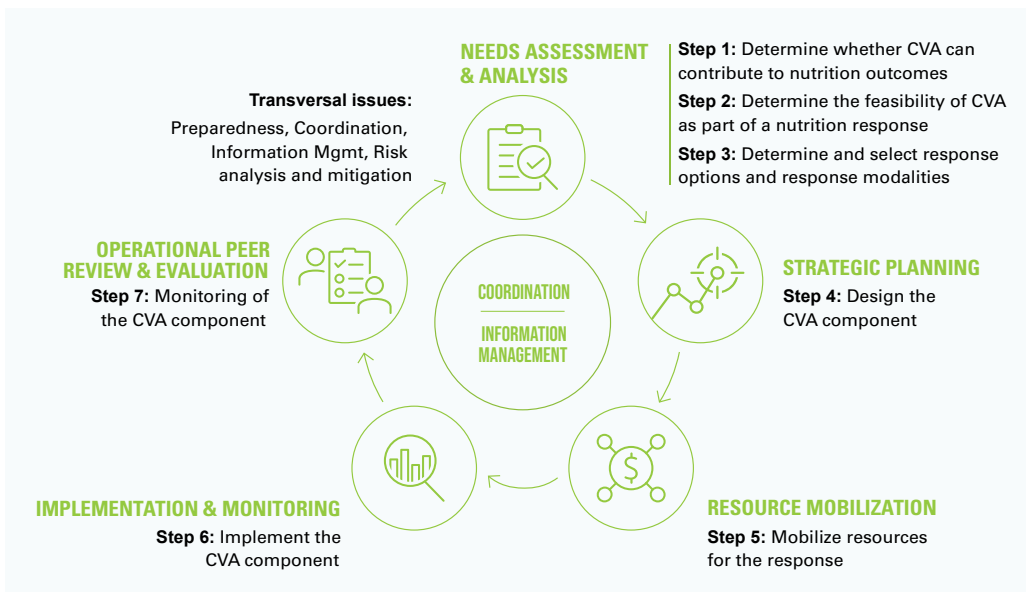 NEEDS ASSESSMENT
& ANALYSIS
Step 1: Determine whether CVA can
contribute to nutrition outcomes
Step 2: Determine the feasibility of CVA
as part of a nutrition response
Step 3: Determine and select response
options and response modalities
Transversal issues:
Preparedness, Coordination,
Information Mgmt, Risk
analysis and mitigation
OPERATIONAL PEER
REVIEW & EVALUATION
Step 7: Monitoring of
the CVA component
COORDINATION
INFORMATION
MANAGEMENT
STRATEGIC PLANNING
Step 4: Design the
CVA component
$
IMPLEMENTATION & MONITORING
Step 6: Implement the
CVA component
RESOURCE MOBILIZATION
Step 5: Mobilize resources
for the response